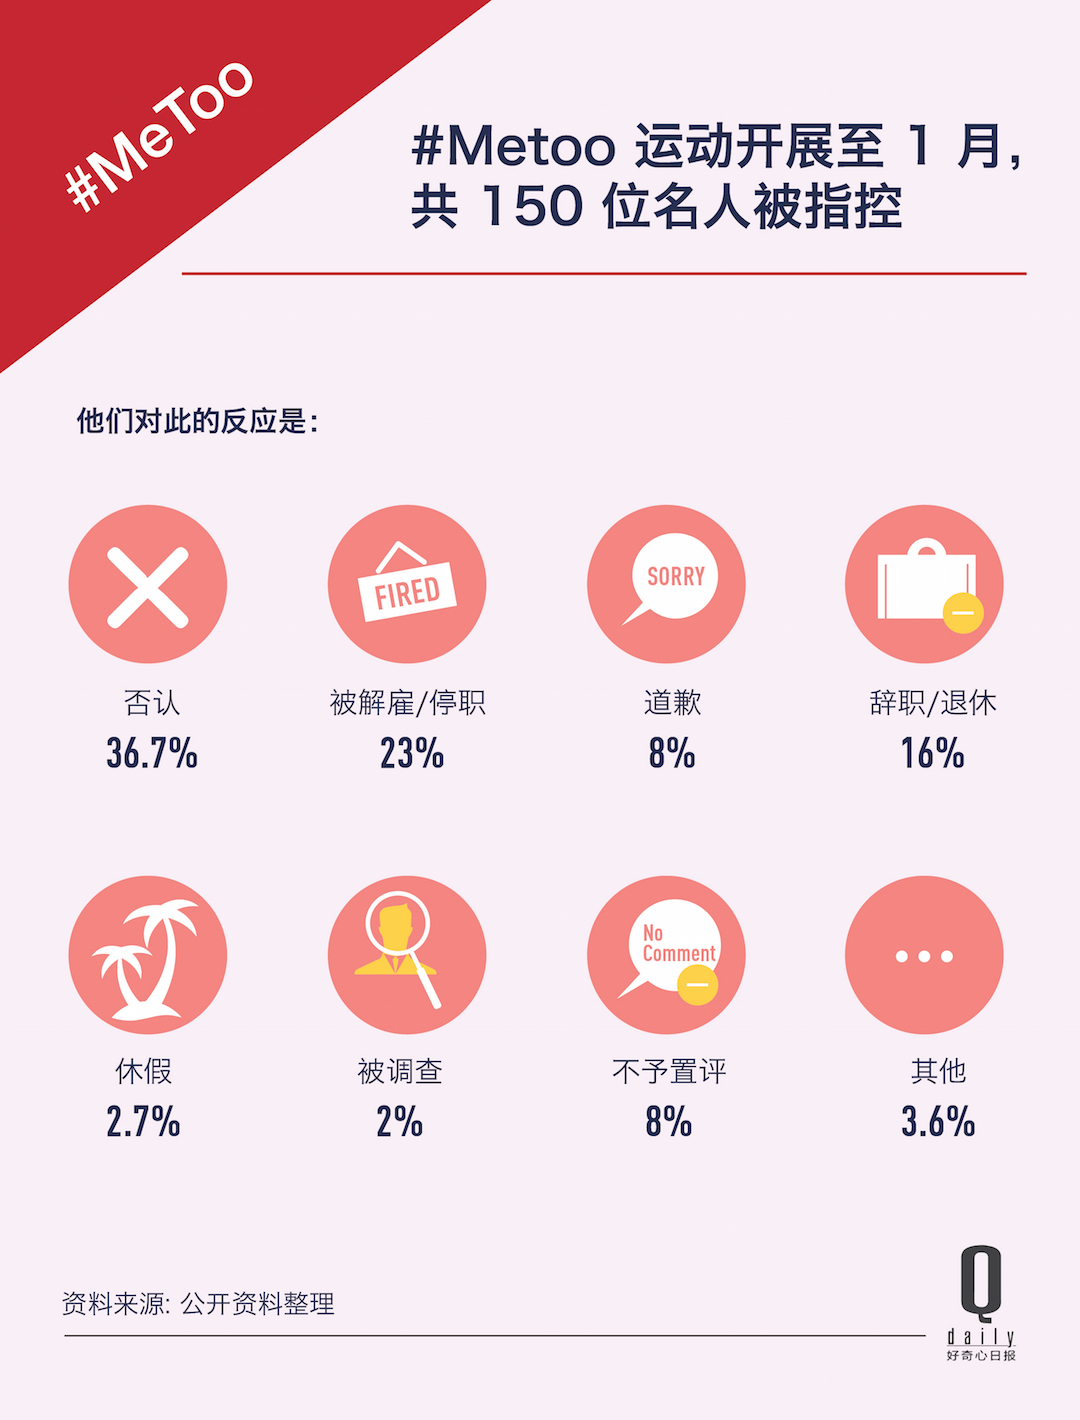 #MeToo
#Metoo 运动开展至 1 月，
共 150 位名人被指控
他们对此的反应是：
FIRED
SORRY
否认
被解雇/停职
道歉
辞职/退休
36.7%
23%
8%
16%
No
Comment
休假
被调查
不予置评
其他
2.7%
2%
8%
3.6%
资料来源: 公开资料整理
Q
daily
好奇心日报